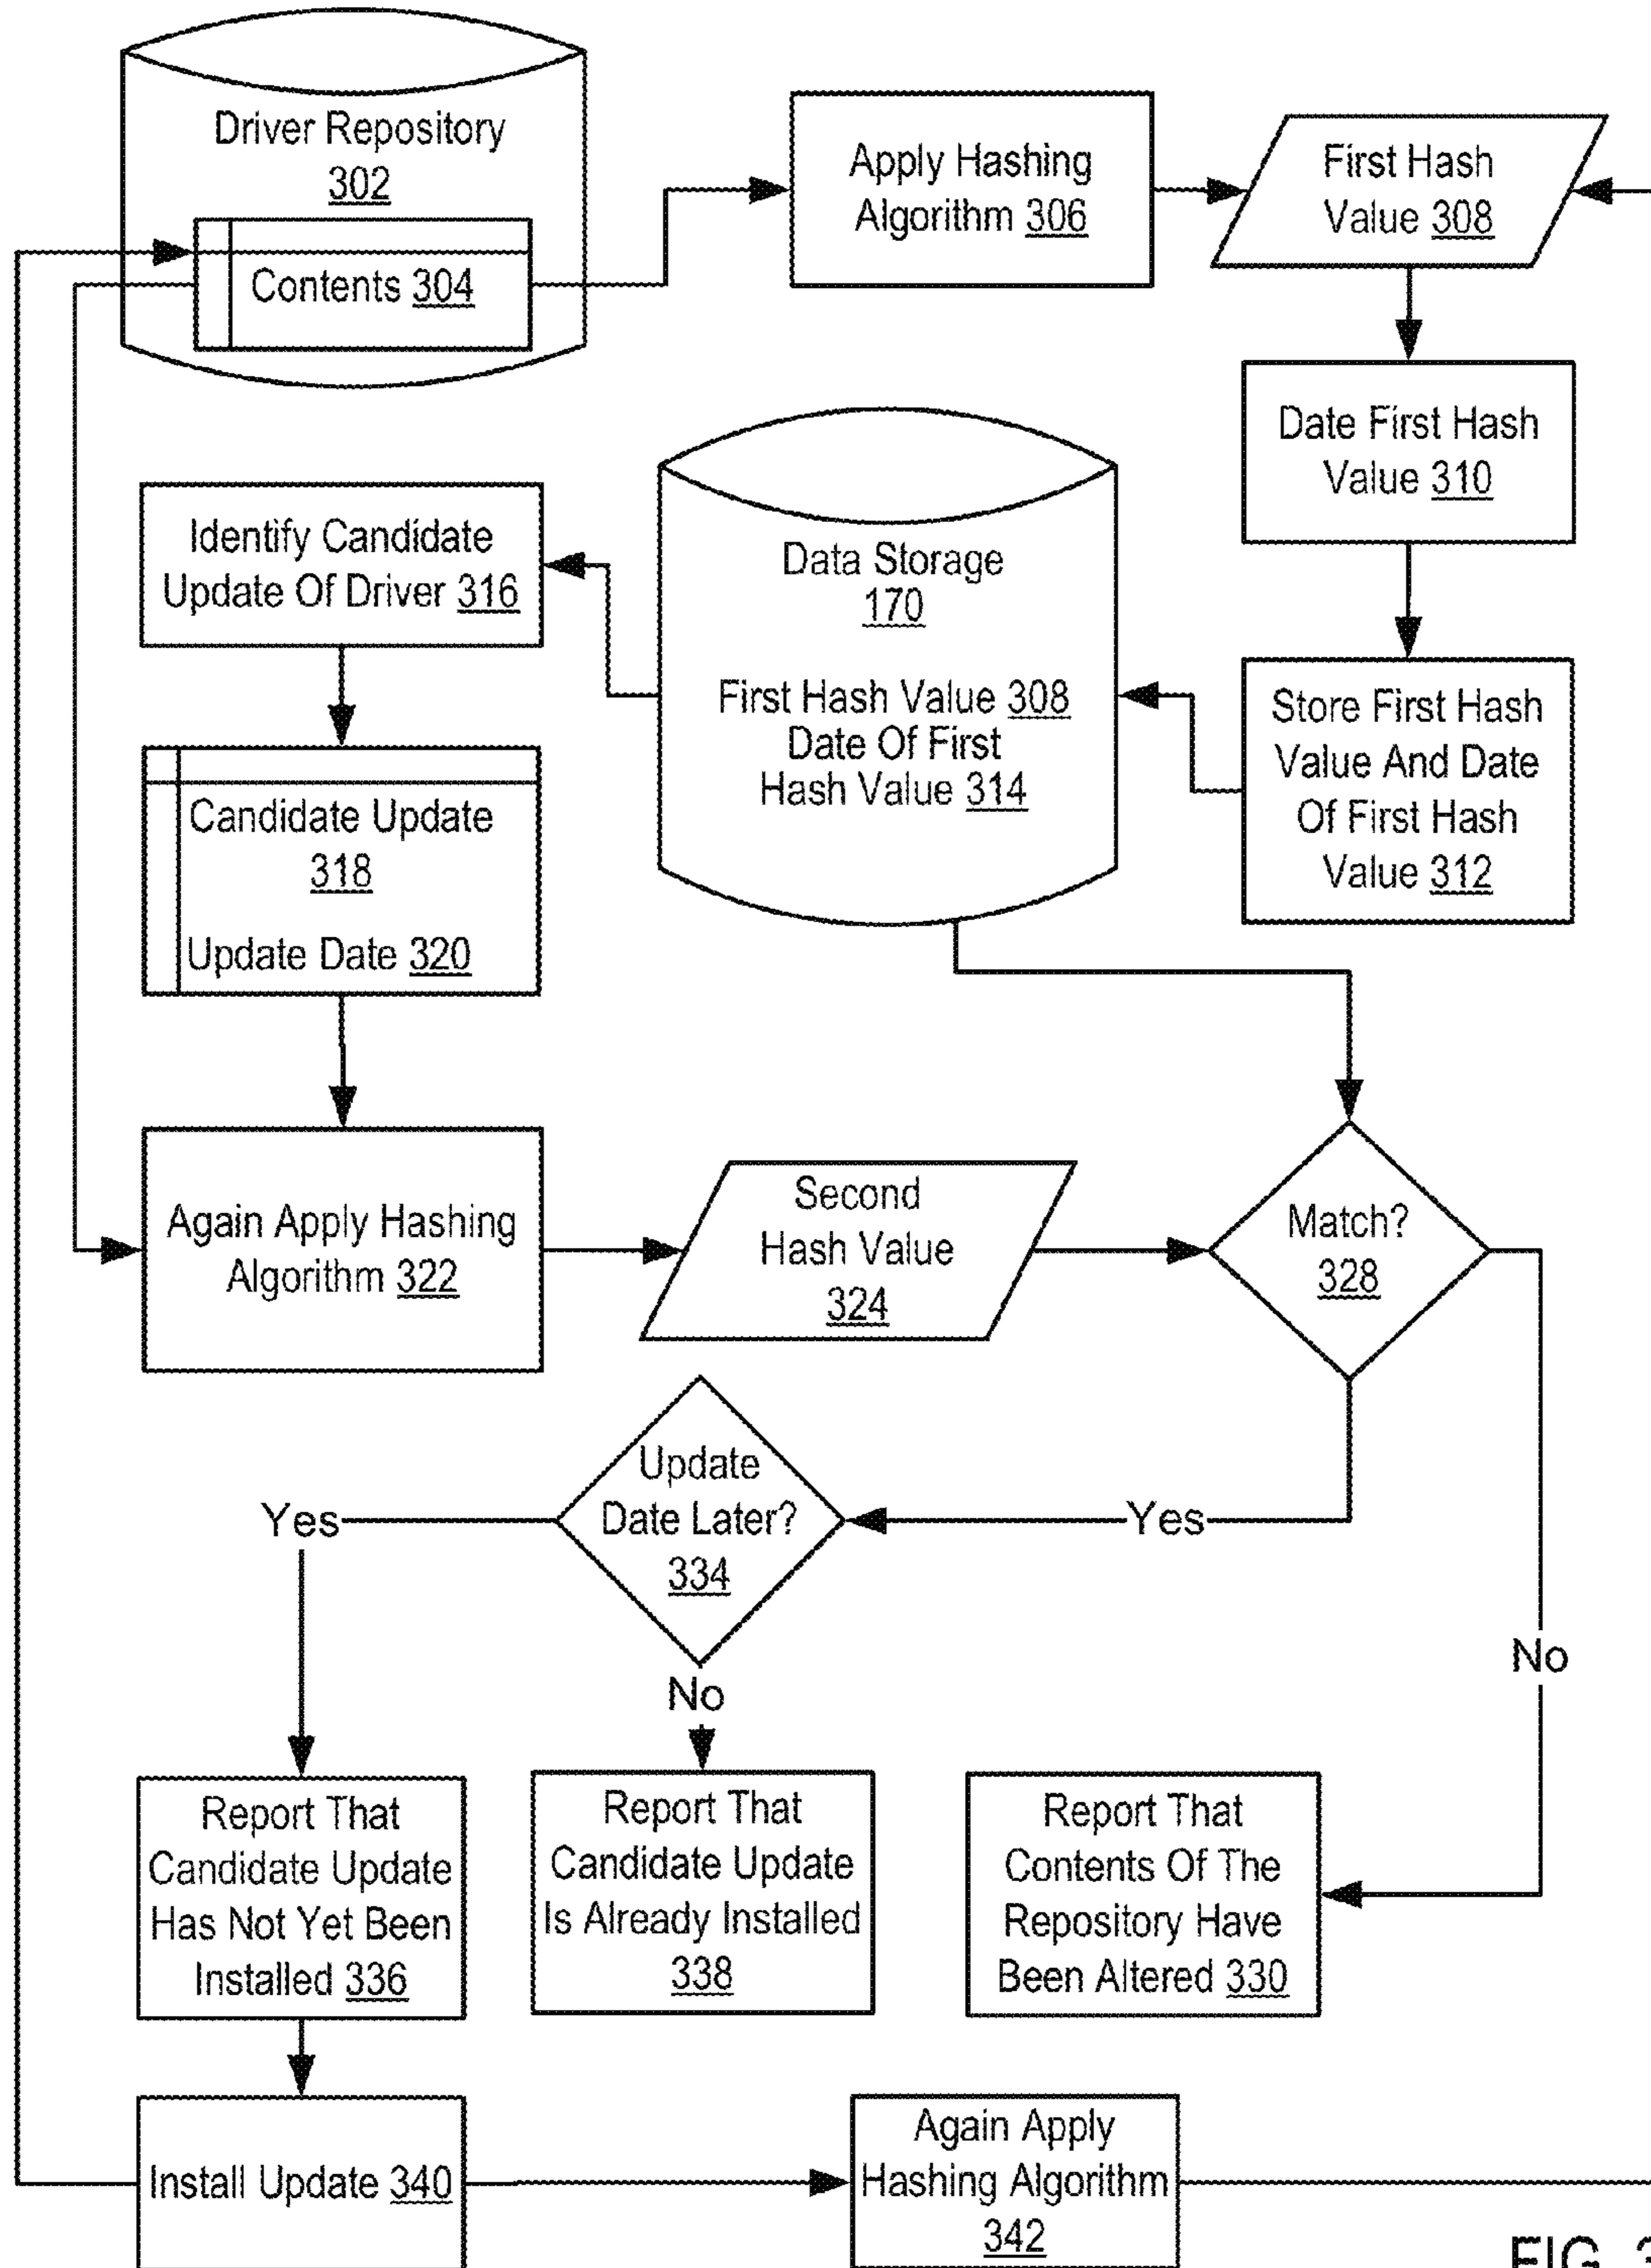 Driver Repository
302
Contents 304
Apply Hashing
Algorithm 306
First Hash
Value 308
Date First Hash
Value 310
Store First Hash
Value And Date
Of First Hash
Value 312
Data Storage
170
First Hash Value 308
Date Of First
Hash Value 314
Identify Candidate
Update Of Driver 316
Candidate Update
318
Update Date 320
Again Apply Hashing
Algorithm 322
Second
Hash Value
324
Match?
328
Yes
No
Update
Date Later?
334
Yes
No
Report That
Candidate Update
Has Not Yet Been
Installed 336
Report That
Candidate Update
Is Already Installed
338
Report That
Contents Of The
Repository Have
Been Altered 330
Install Update 340
Again Apply
Hashing Algorithm
342
FIG. 3